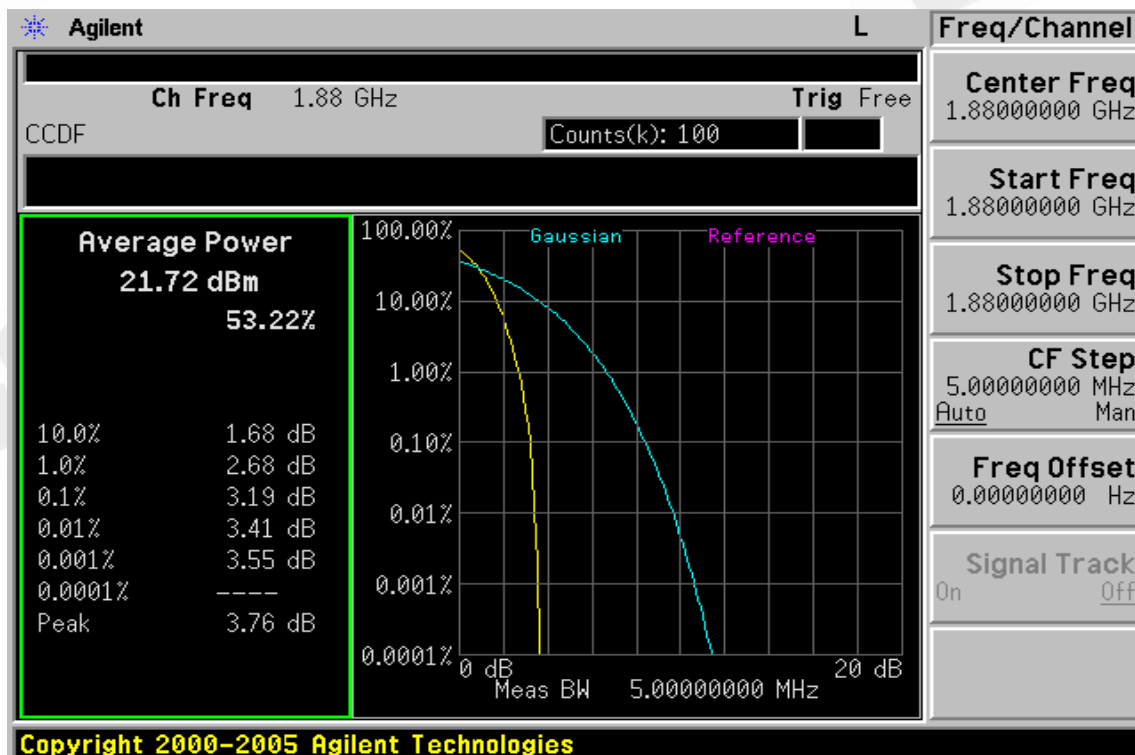 Agilent
L
Freq/Channel
Ch Freq 1.88 GHz
Trig Free
CCDF
Counts(k): 100
Average Power
21.72 dBm
53.22%
10.0% 1.68 dB
1.0% 2.68 dB
0.1% 3.19 dB
0.01% 3.41 dB
0.001% 3.55 dB
0.0001% ----
Peak 3.76 dB
Gaussian
Reference
100.00%
10.00%
1.00%
0.10%
0.01%
0.001%
0.0001%
0 dB
20 dB
Meas BW 5.00000000 MHz
Center Freq
1.88000000 GHz
Start Freq
1.88000000 GHz
Stop Freq
1.88000000 GHz
CF Step
5.00000000 MHz
Auto Man
Freq Offset
0.00000000 Hz
Signal Track
On Off
Copyright 2000-2005 Agilent Technologies